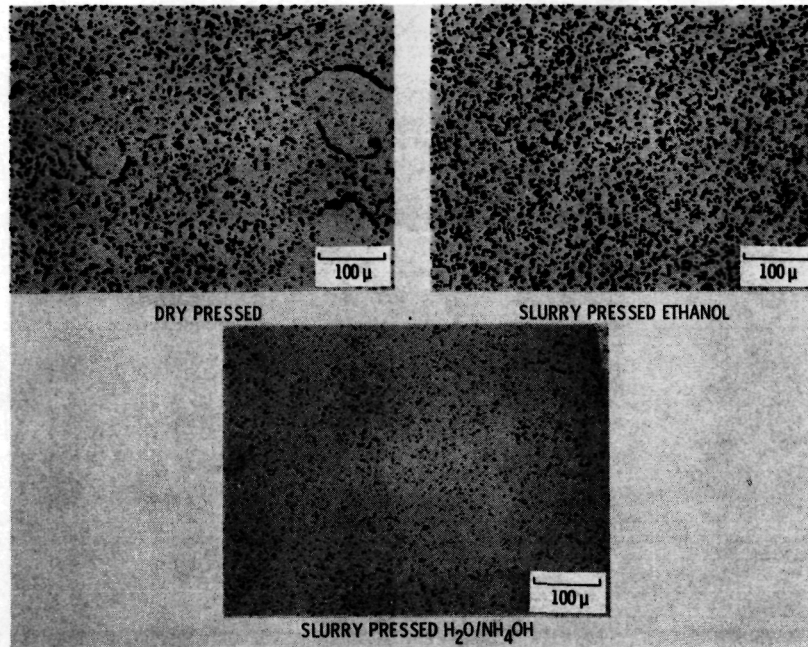 100 μ
100 μ
DRY PRESSED
SLURRY PRESSED ETHANOL
100 μ
SLURRY PRESSED H₂O/NH₄OH